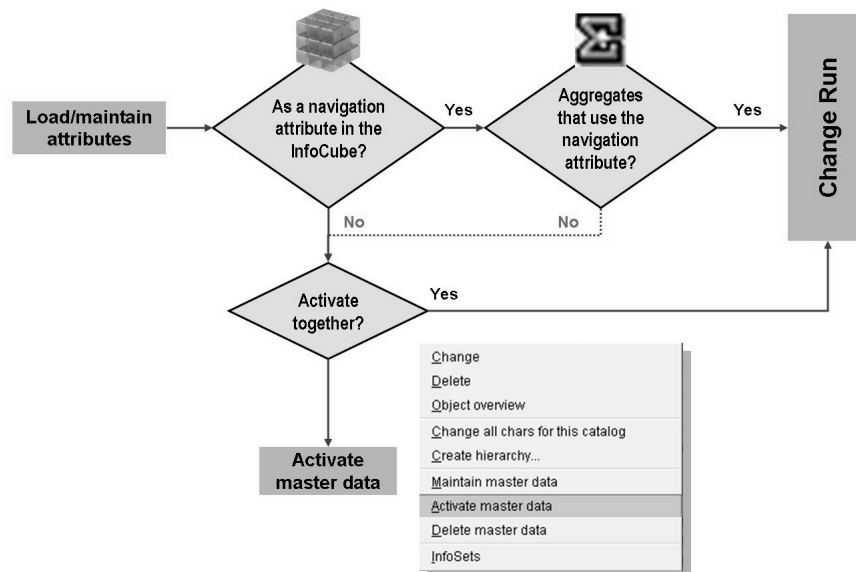 Load/maintain
attributes
As a navigation
attribute in the
InfoCube?
Yes
Aggregates
that use the
navigation
attribute?
Yes
Change Run
No
No
Activate
together?
Yes
Activate
master data
Change
Delete
Object overview
Change all chars for this catalog
Create hierarchy...
Maintain master data
Activate master data
Delete master data
InfoSets